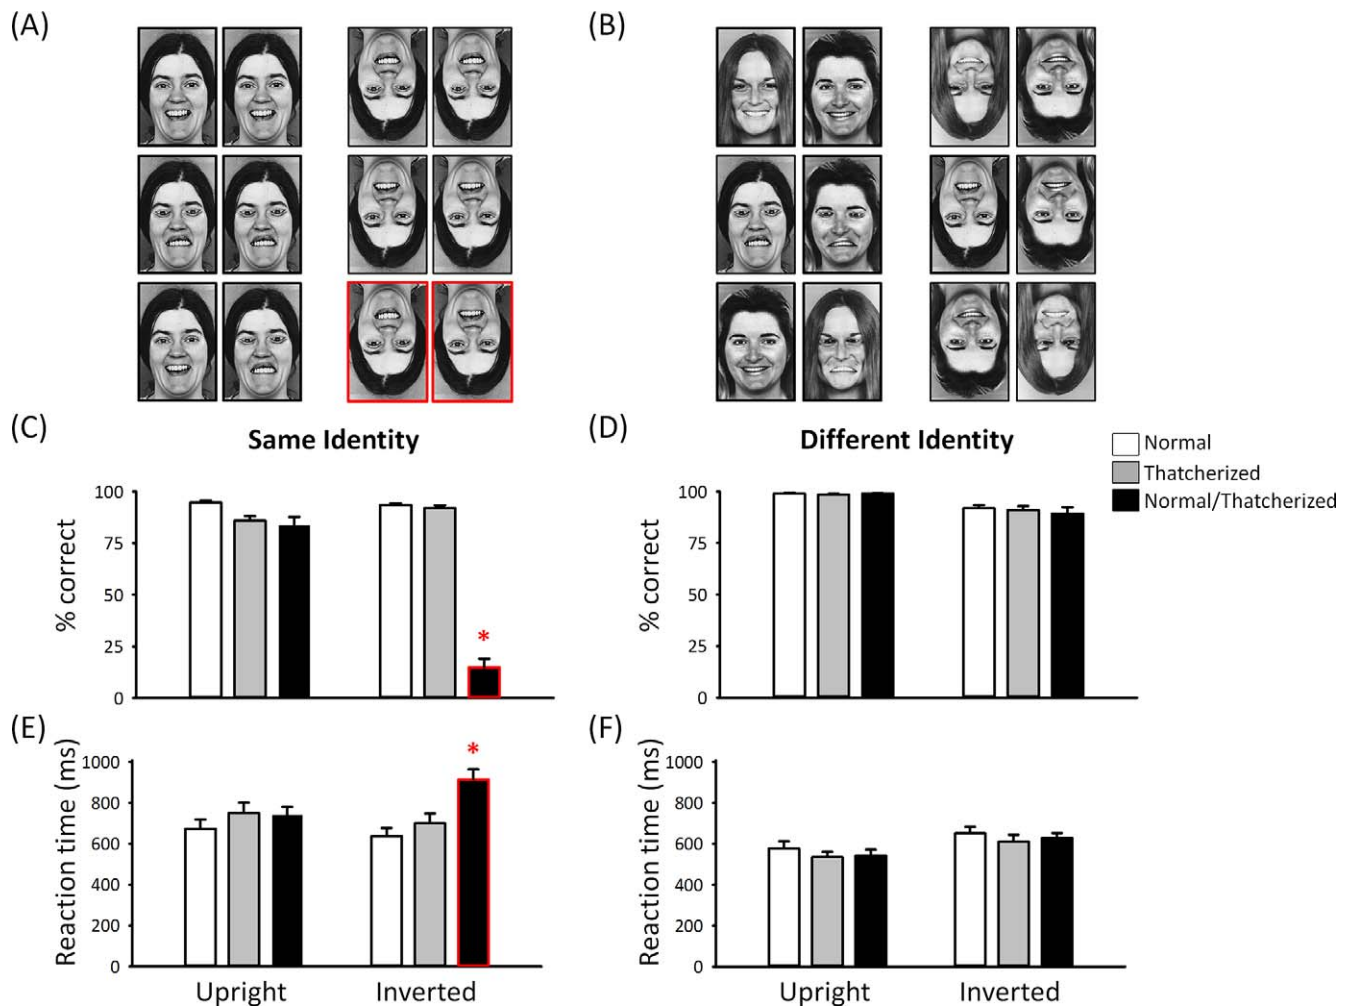 (A)
(B)
(C)
Same Identity
(D)
Different Identity
Normal
Thatcherized
Normal/Thatcherized
% correct
100
75
50
25
0
*
% correct
100
75
50
25
0
(E)
Reaction time (ms)
1000
800
600
400
200
0
*
Upright
Inverted
(F)
Reaction time (ms)
1000
800
600
400
200
0
Upright
Inverted